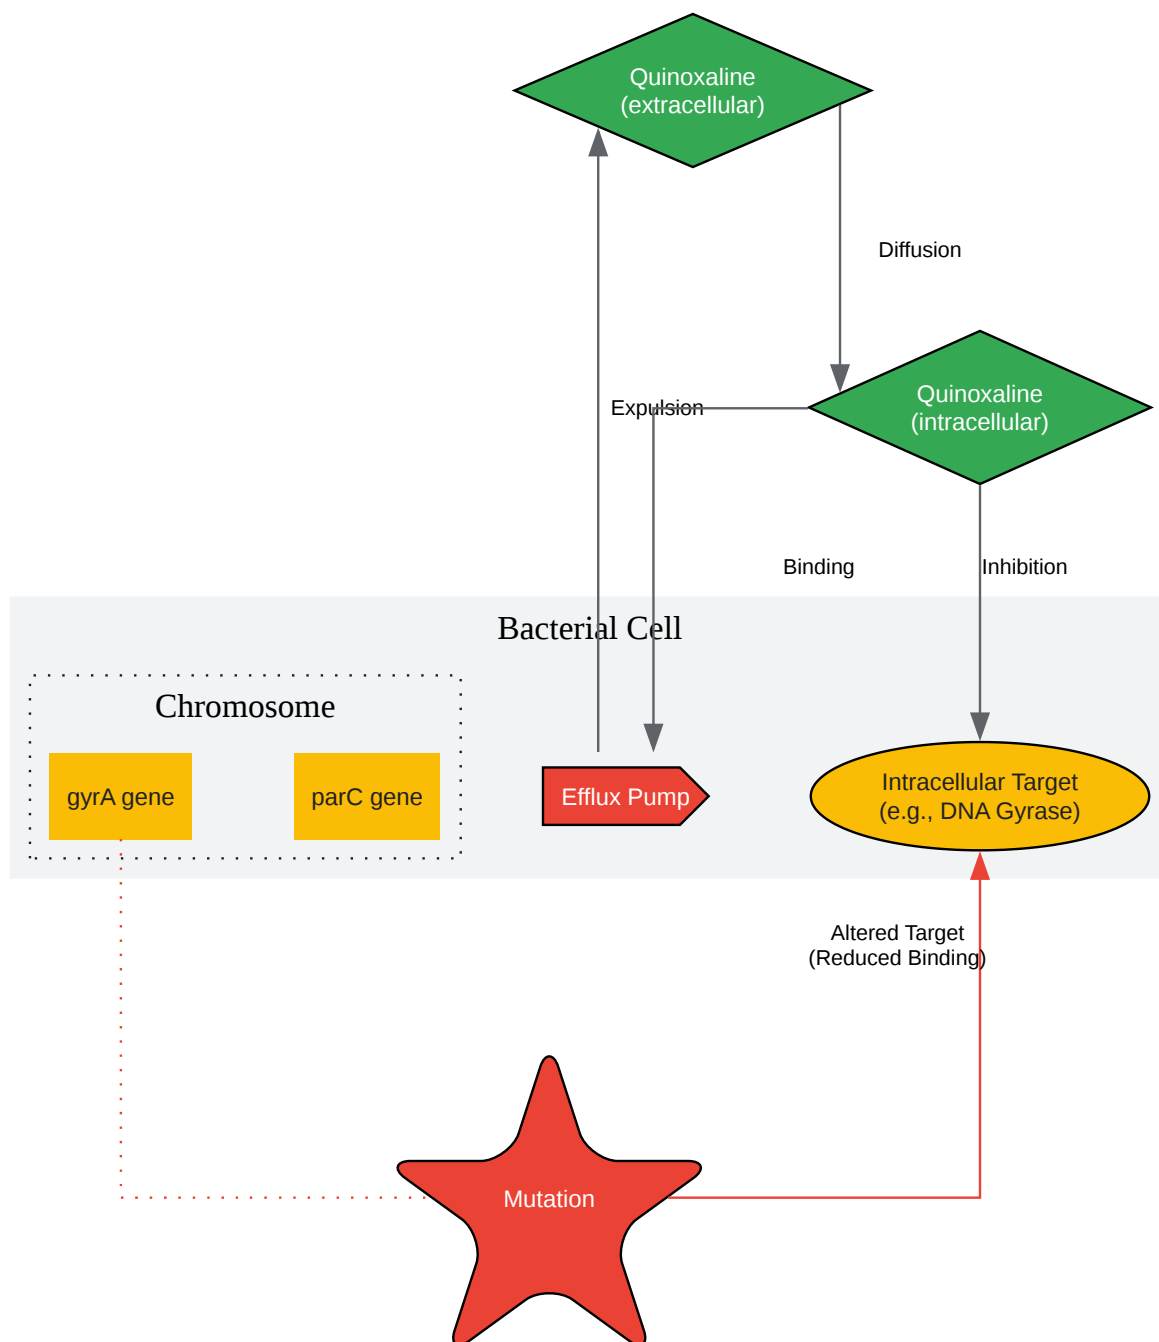 Quinoxaline
(extracellular)
Diffusion
Quinoxaline
(intracellular)
Expulsion
Binding
Inhibition
Bacterial Cell
Chromosome
gyrA gene
parC gene
Efflux Pump
Intracellular Target
(e.g., DNA Gyrase)
Altered Target
(Reduced Binding)
Mutation